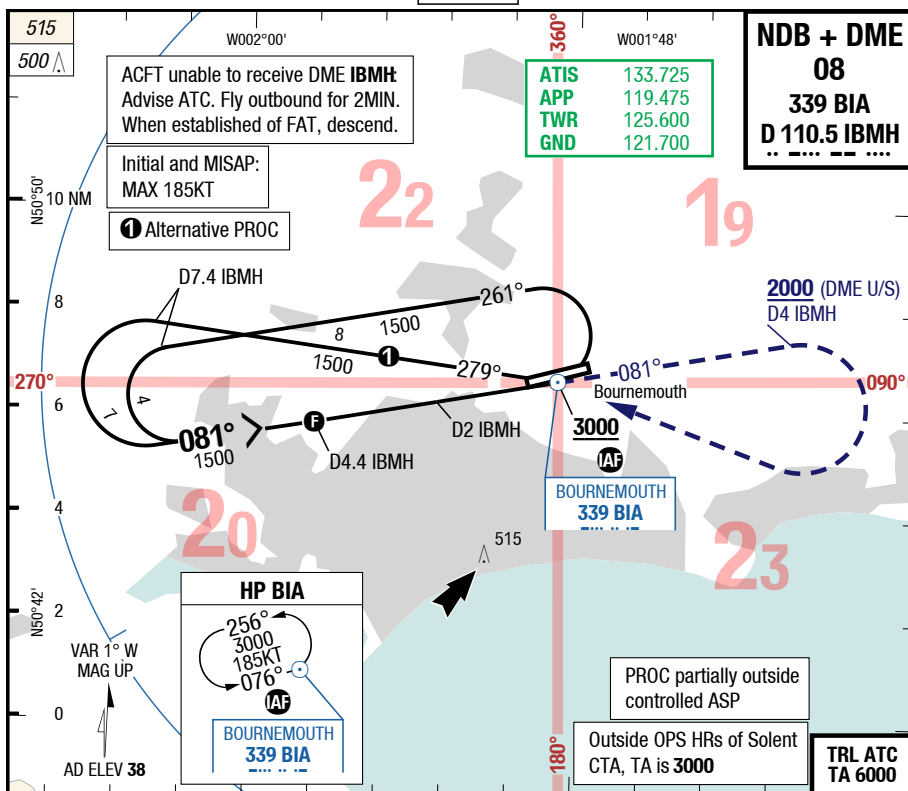 515
500
W002°00'
360°
W001°48'
NDB + DME
08
339 BIA
D 110.5 IBMH
ACFT unable to receive DME IBMH:
Advise ATC. Fly outbound for 2MIN.
When established of FAT, descend.
ATIS 133.725
APP 119.475
TWR 125.600
GND 121.700
Initial and MISAP:
MAX 185KT
N50°50'
10 NM
22
19
1 Alternative PROC
D7.4 IBMH
8
261°
1500
2000 (DME U/S)
D4 IBMH
8
1
1500
279°
081°
270°
090°
Bournemouth
6
7
4
081°
1500
F
D4.4 IBMH
D2 IBMH
3000
IAF
BOURNEMOUTH
339 BIA
4
20
23
515
HP BIA
256°
3000
185KT
076°
IAF
BOURNEMOUTH
339 BIA
N50°42'
2
VAR 1° W
MAG UP
0
AD ELEV 38
PROC partially outside
controlled ASP
Outside OPS HRs of Solent
CTA, TA is 3000
180°
TRL ATC
TA 6000